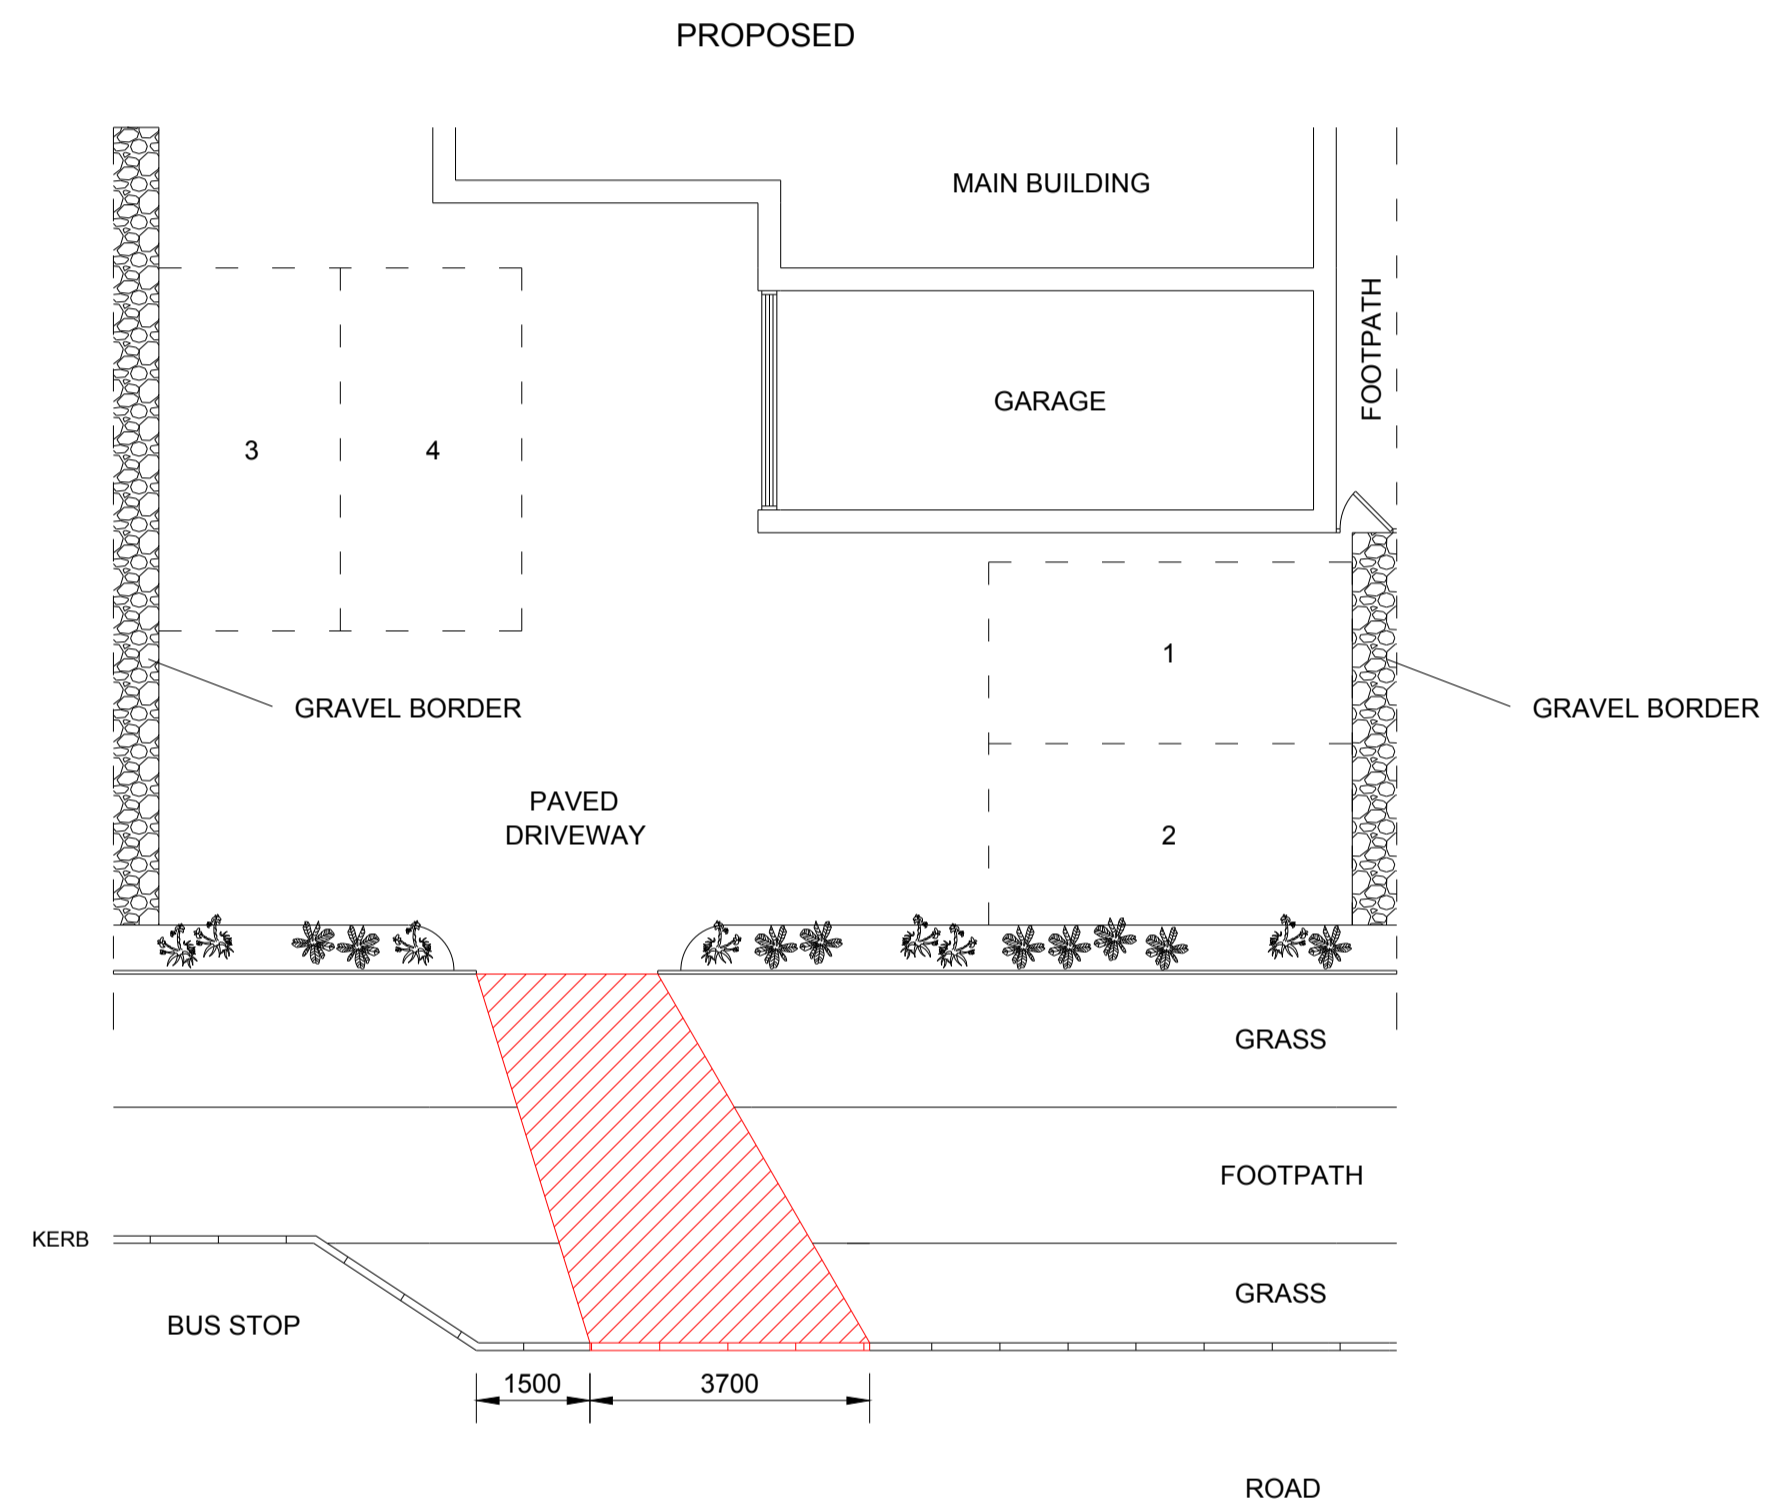 PROPOSED
MAIN BUILDING
FOOTPATH
GARAGE
3
4
1
GRAVEL BORDER
GRAVEL BORDER
PAVED
DRIVEWAY
2
GRASS
FOOTPATH
KERB
GRASS
BUS STOP
1500
3700
ROAD